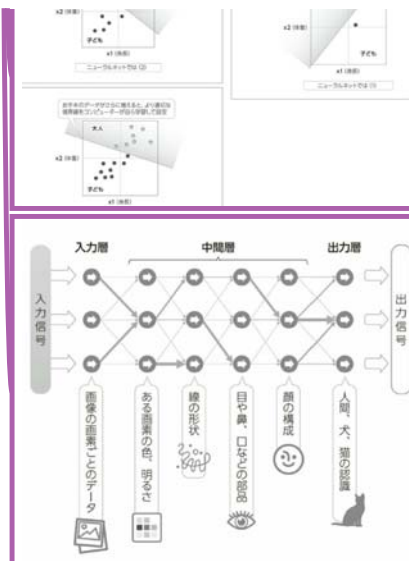 x2（体重）
子ども
x1（身長）
ニューラルネットでは（2）
x2（体重）
子ども
x1（身長）
ニューラルネットでは（1）
大人
x2（体重）
子ども
x1（身長）
入力層
中間層
出力層
入力信号
出力信号
画像の画素ごとのデータ
ある画素の色、明るさ
線の形状
目や鼻、口などの部品
顔の構成
人間、犬、猫の認識